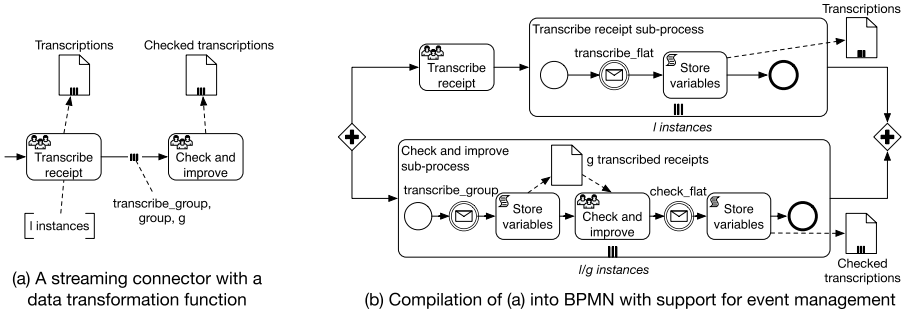 Transcriptions
Checked transcriptions
Transcribe
receipt
Check and
improve
transcribe_group,
group, g
l instances
(a) A streaming connector with a
data transformation function
Transcriptions
Transcribe receipt sub-process
transcribe_flat
Transcribe
receipt
Store
variables
l instances
Check and improve
sub-process
g transcribed receipts
transcribe_group
check_flat
Store
variables
Check and
improve
Store
variables
l/g instances
Checked
transcriptions
(b) Compilation of (a) into BPMN with support for event management